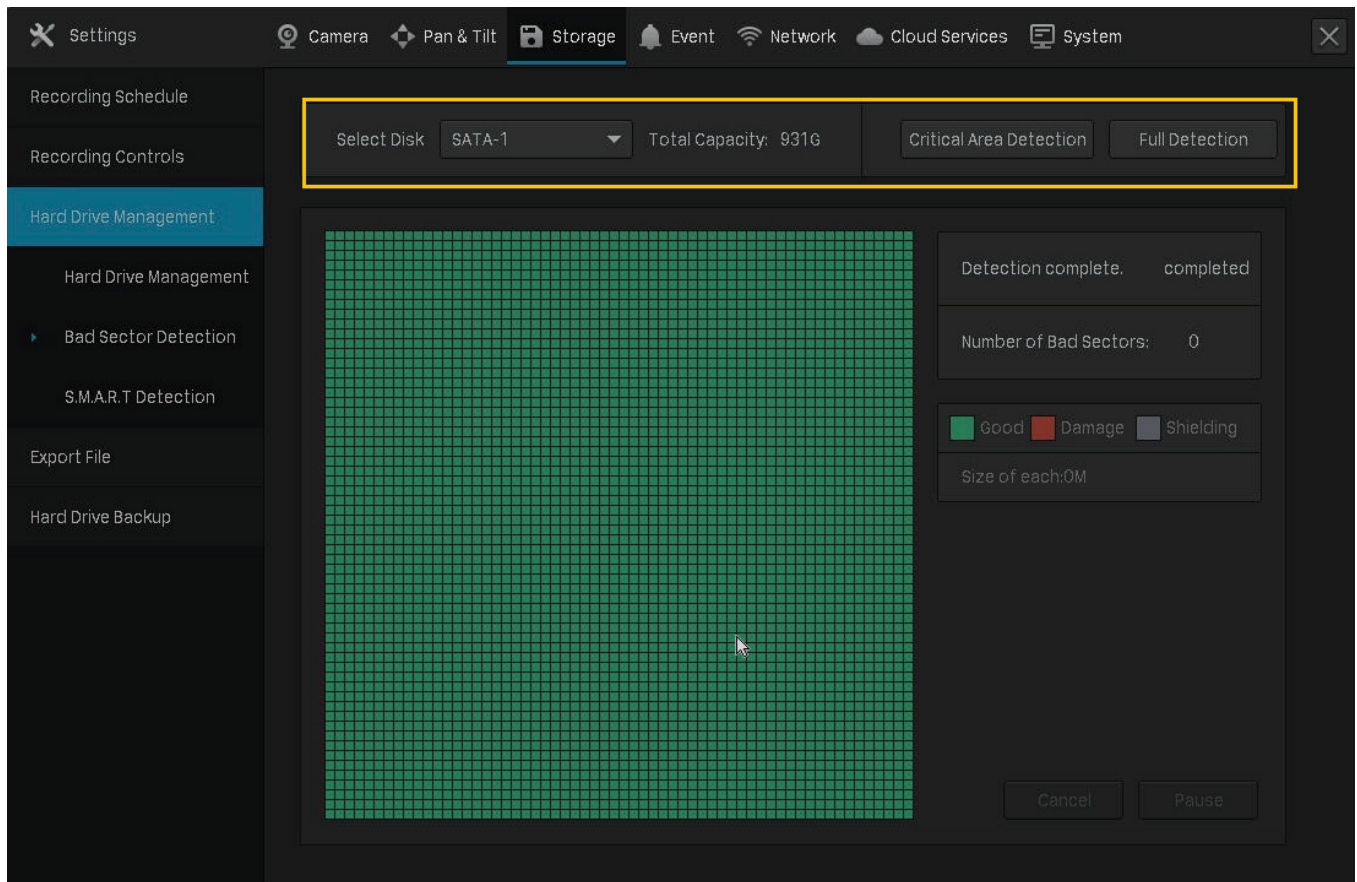 Settings
Camera Pan & Tilt Storage Event Network Cloud Services System
Recording Schedule
Recording Controls
Hard Drive Management
Hard Drive Management
Bad Sector Detection
S.M.A.R.T Detection
Export File
Hard Drive Backup
Select Disk SATA-1 Total Capacity: 931G Critical Area Detection Full Detection
Detection complete. completed
Number of Bad Sectors: 0
Good Damage Shielding
Size of each:0M
Cancel Pause